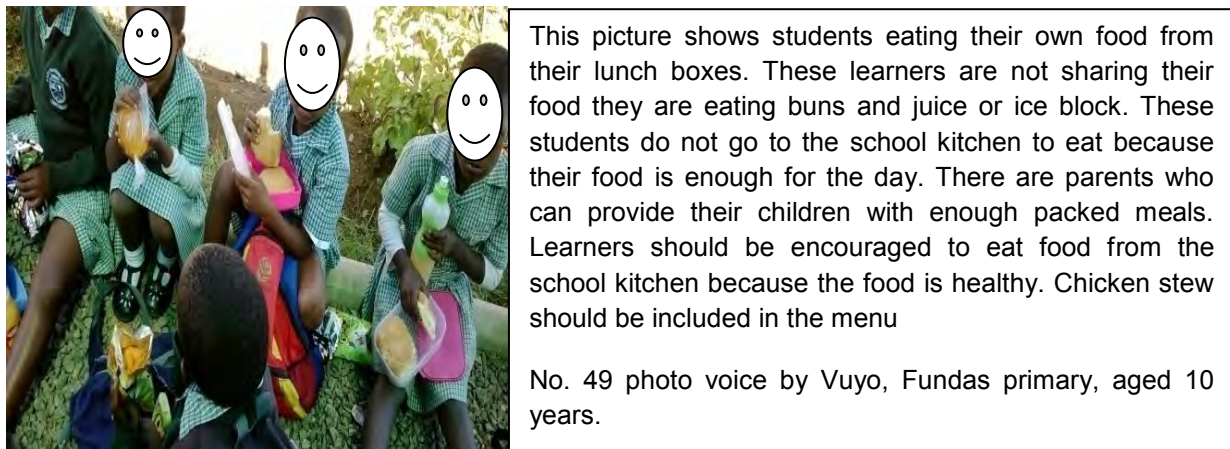 This picture shows students eating their own food from
their lunch boxes. These learners are not sharing their
food they are eating buns and juice or ice block. These
students do not go to the school kitchen to eat because
their food is enough for the day. There are parents who
can provide their children with enough packed meals.
Learners should be encouraged to eat food from the
school kitchen because the food is healthy. Chicken stew
should be included in the menu
No. 49 photo voice by Vuyo, Fundas primary, aged 10
years.